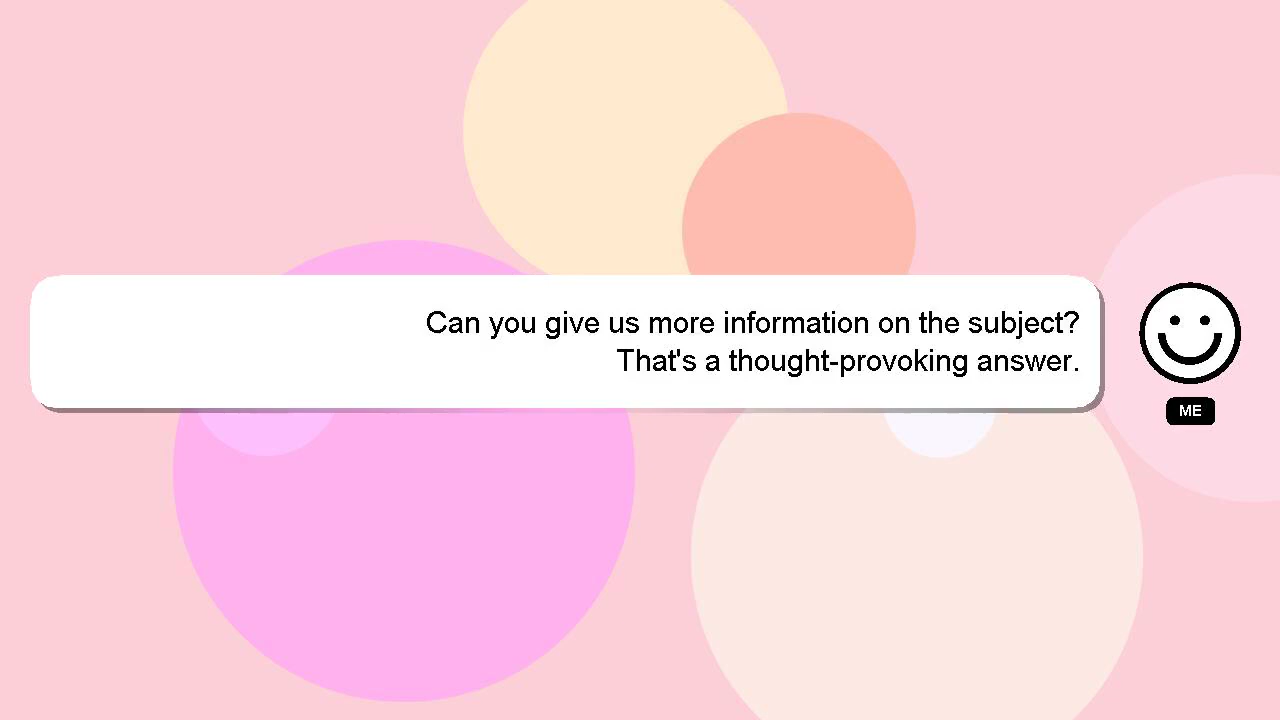 Can you give us more information on the subject?
That's a thought-provoking answer.
ME